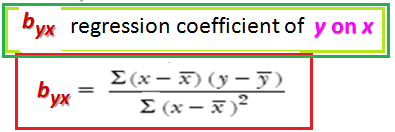 byx regression coefficient of y on x
byx = Σ (x − x̅) (y − y̅) / Σ (x − x̅)²